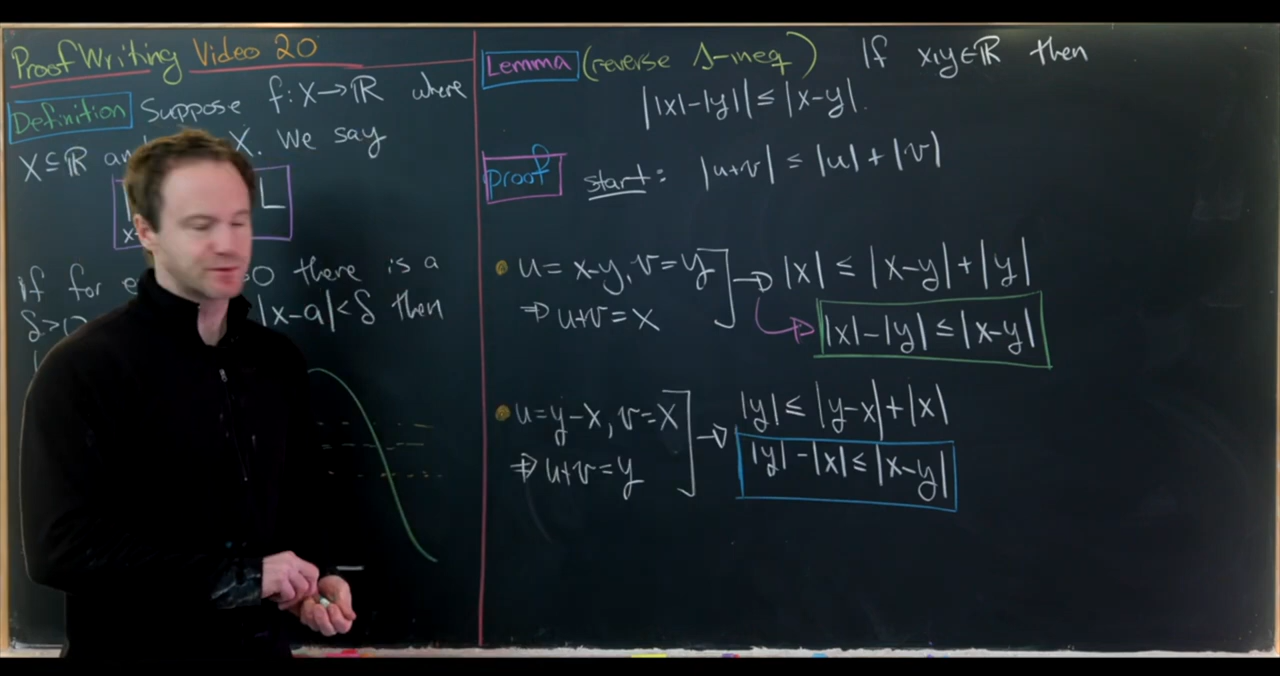 Proof Writing Video 20
Definition Suppose f: X→ℝ where
X⊆ℝ X. We say
L
if for 0 there is a
δ>0 |x-a|<δ then
Lemma (reverse Δ-ineq) If x,y∈ℝ then
||x|-|y|| ≤ |x-y|.
proof start: |u+v| ≤ |u|+|v|
• u=x-y, v=y → |x| ≤ |x-y|+|y|
⇒ u+v=x |x|-|y| ≤ |x-y|
• u=y-x, v=x → |y| ≤ |y-x|+|x|
⇒ u+v=y |y|-|x| ≤ |x-y|